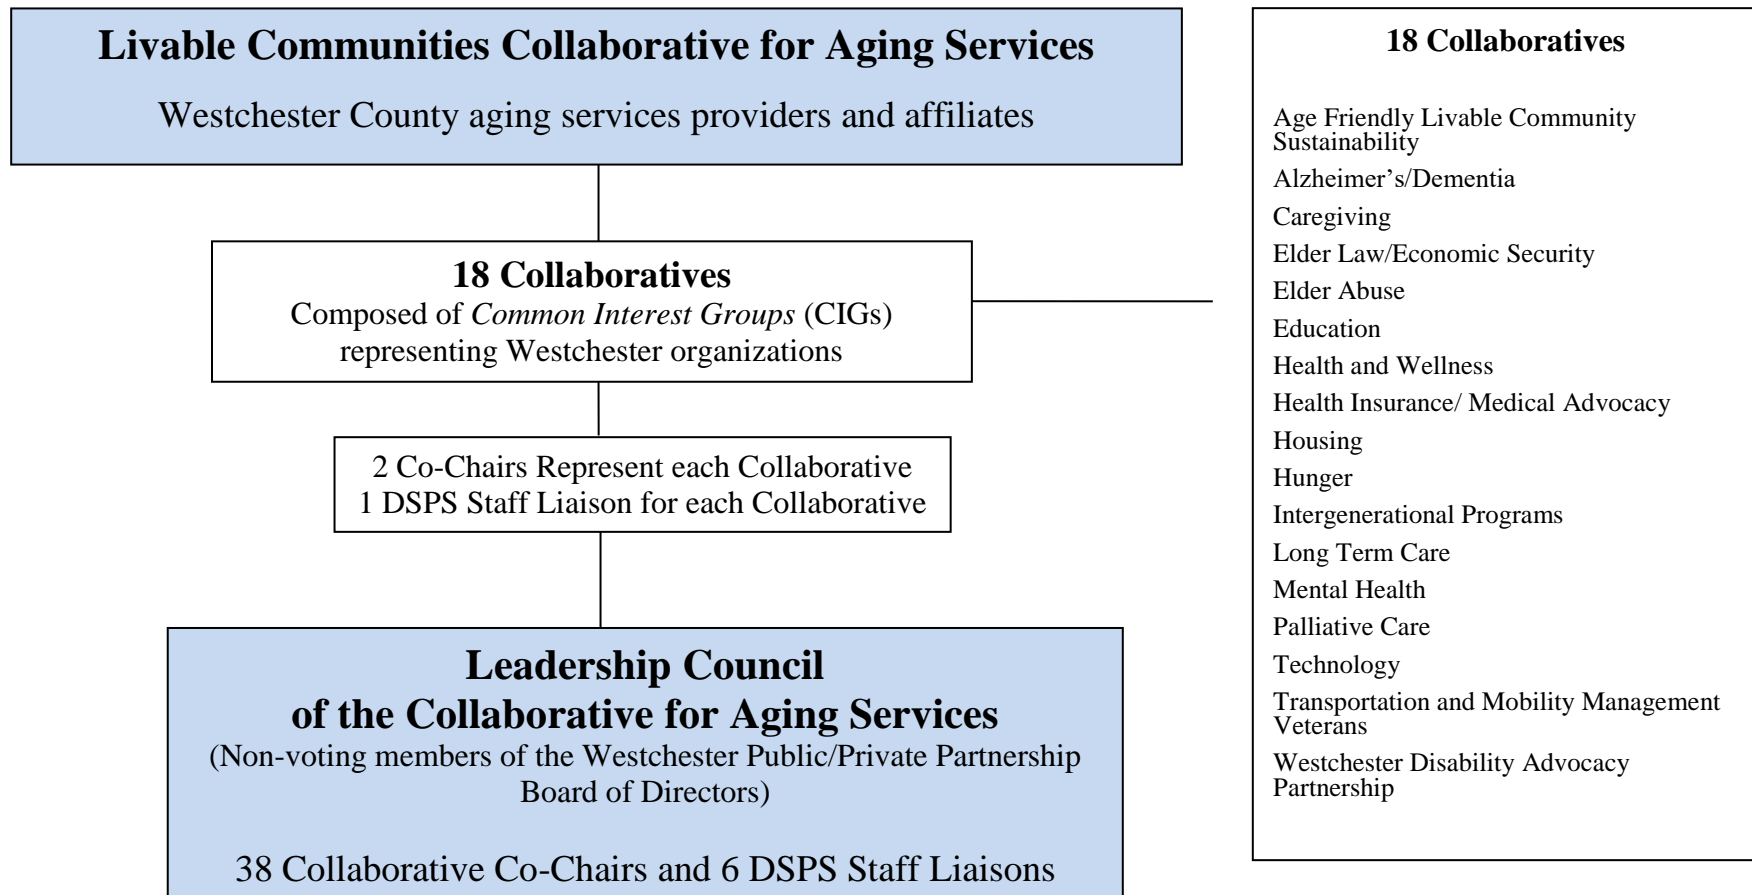 Livable Communities Collaborative for Aging Services
Westchester County aging services providers and affiliates
18 Collaboratives
Composed of Common Interest Groups (CIGs)
representing Westchester organizations
2 Co-Chairs Represent each Collaborative
1 DSPS Staff Liaison for each Collaborative
Leadership Council
of the Collaborative for Aging Services
(Non-voting members of the Westchester Public/Private Partnership
Board of Directors)
38 Collaborative Co-Chairs and 6 DSPS Staff Liaisons
18 Collaboratives
Age Friendly Livable Community
Sustainability
Alzheimer’s/Dementia
Caregiving
Elder Law/Economic Security
Elder Abuse
Education
Health and Wellness
Health Insurance/ Medical Advocacy
Housing
Hunger
Intergenerational Programs
Long Term Care
Mental Health
Palliative Care
Technology
Transportation and Mobility Management
Veterans
Westchester Disability Advocacy
Partnership